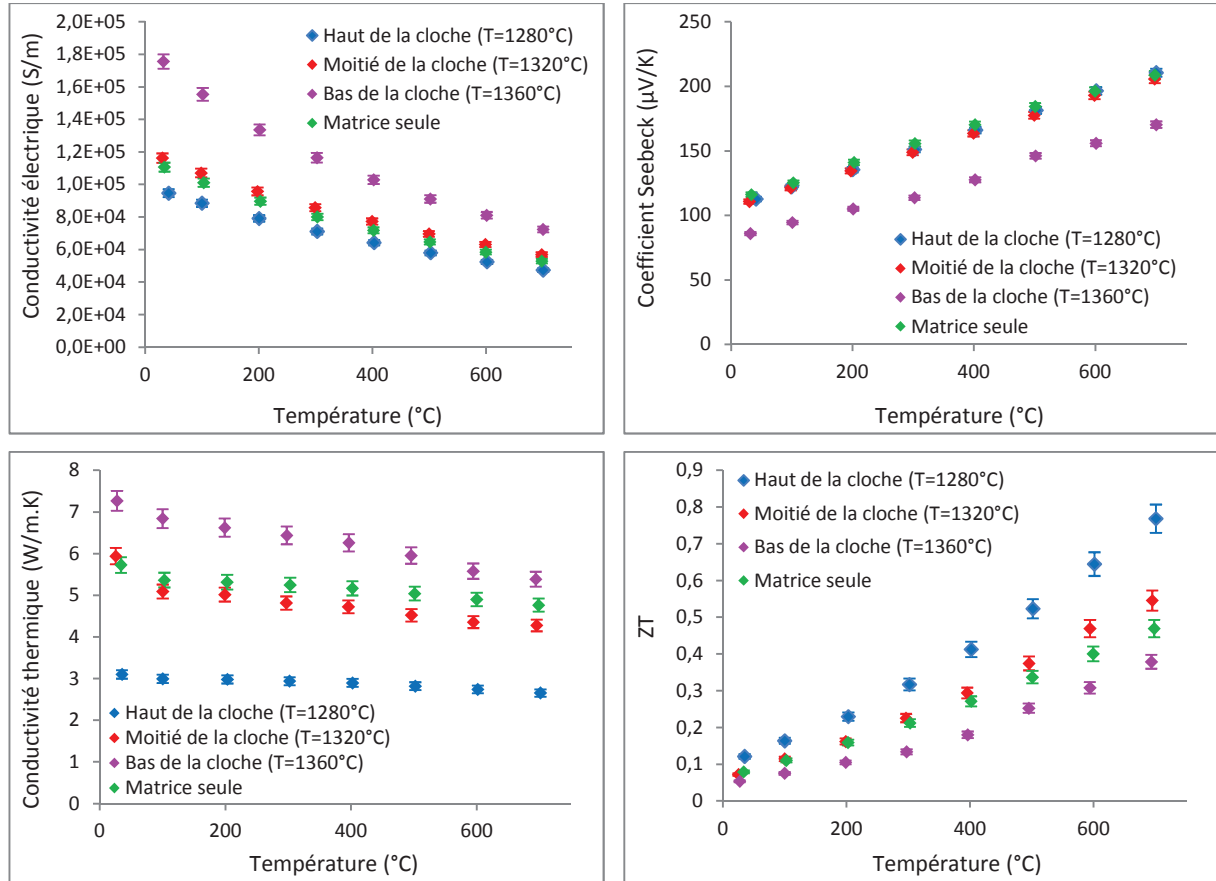 Conductivité électrique (S/m)
2,0E+05
1,8E+05
1,6E+05
1,4E+05
1,2E+05
1,0E+05
8,0E+04
6,0E+04
4,0E+04
2,0E+04
0,0E+00
Haut de la cloche (T=1280°C)
Moitié de la cloche (T=1320°C)
Bas de la cloche (T=1360°C)
Matrice seule
0 200 400 600
Température (°C)
Coefficient Seebeck (µV/K)
250
200
150
100
50
0
Haut de la cloche (T=1280°C)
Moitié de la cloche (T=1320°C)
Bas de la cloche (T=1360°C)
Matrice seule
0 200 400 600
Température (°C)
Conductivité thermique (W/m.K)
8
7
6
5
4
3
2
1
0
Haut de la cloche (T=1280°C)
Moitié de la cloche (T=1320°C)
Bas de la cloche (T=1360°C)
Matrice seule
0 200 400 600
Température (°C)
ZT
0,9
0,8
0,7
0,6
0,5
0,4
0,3
0,2
0,1
0
Haut de la cloche (T=1280°C)
Moitié de la cloche (T=1320°C)
Bas de la cloche (T=1360°C)
Matrice seule
0 200 400 600
Température (°C)